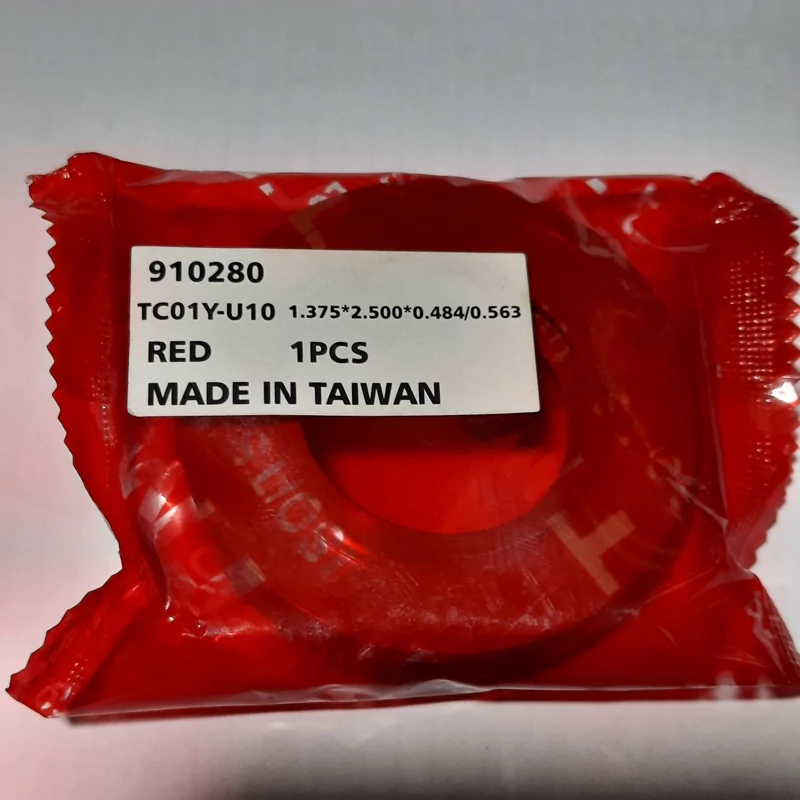 910280
TC01Y-U10 1.375*2.500*0.484/0.563
RED 1PCS
MADE IN TAIWAN